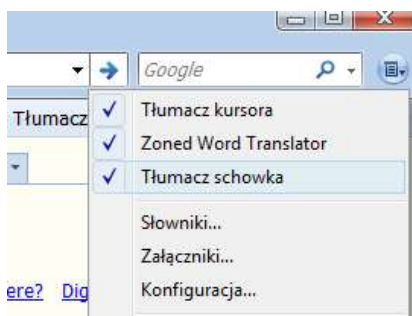 Google
Tłumacz
Tłumacz kursora
Zoned Word Translator
Tłumacz schowka
Słowniki...
Załączniki...
Konfiguracja...
ere? Dig